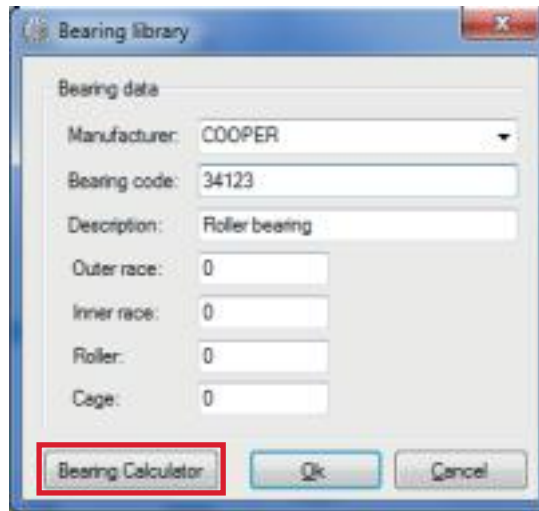 Bearing library
Bearing data
Manufacturer: COOPER
Bearing code: 34123
Description: Roller bearing
Outer race: 0
Inner race: 0
Roller: 0
Cage: 0
Bearing Calculator Ok Cancel